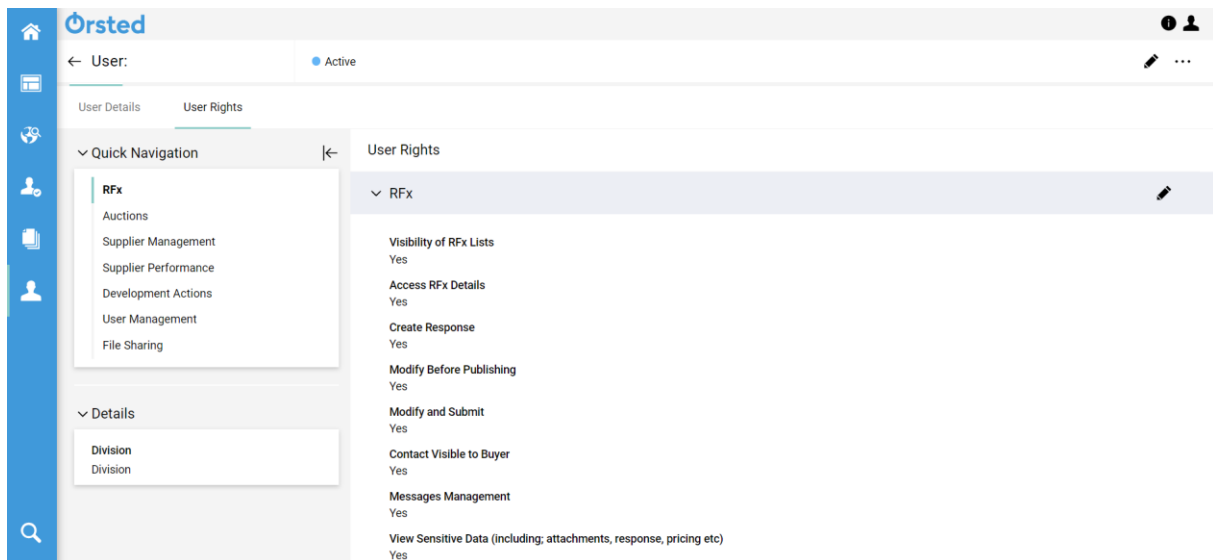 Ørsted
User:
Active
User Details
User Rights
Quick Navigation
RFx
Auctions
Supplier Management
Supplier Performance
Development Actions
User Management
File Sharing
Details
Division
Division
User Rights
RFx
Visibility of RFx Lists
Yes
Access RFx Details
Yes
Create Response
Yes
Modify Before Publishing
Yes
Modify and Submit
Yes
Contact Visible to Buyer
Yes
Messages Management
Yes
View Sensitive Data (including; attachments, response, pricing etc)
Yes